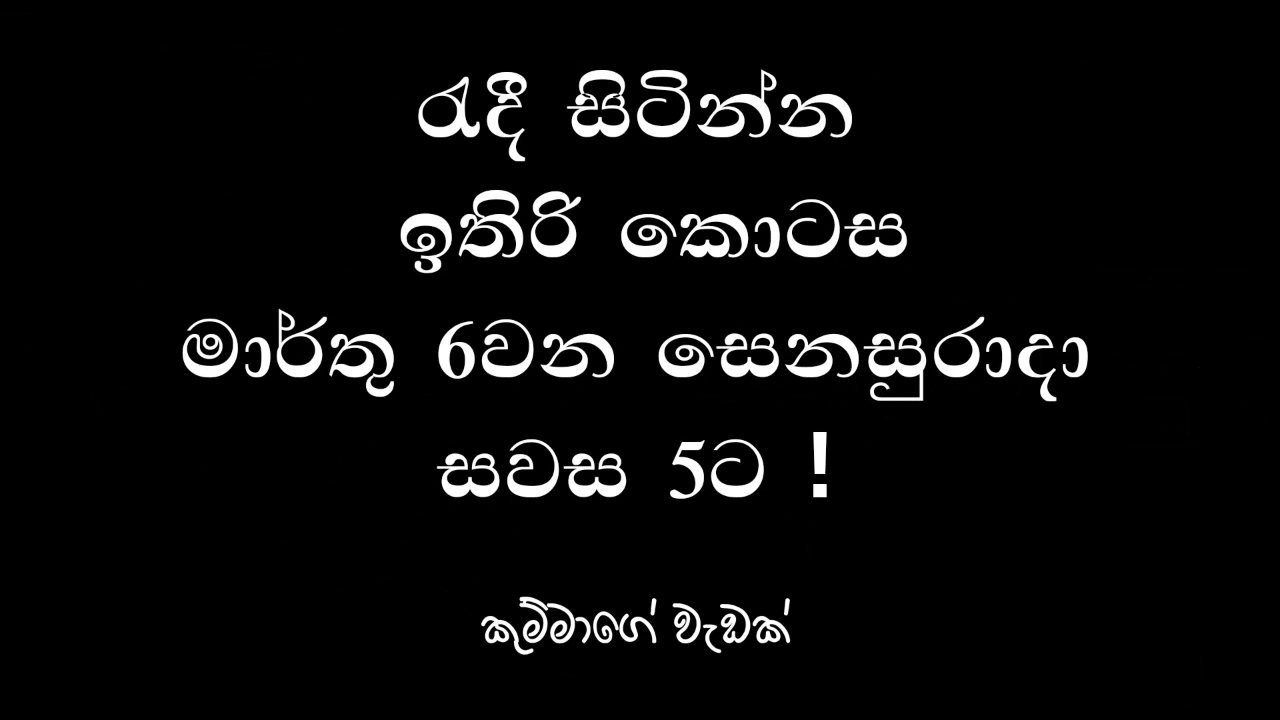 රැදී සිටින්න
ඉතිරි කොටස
මාර්තු 6වන සෙනසුරාදා
සවස 5ට !
කුම්මාගේ වැඩක්